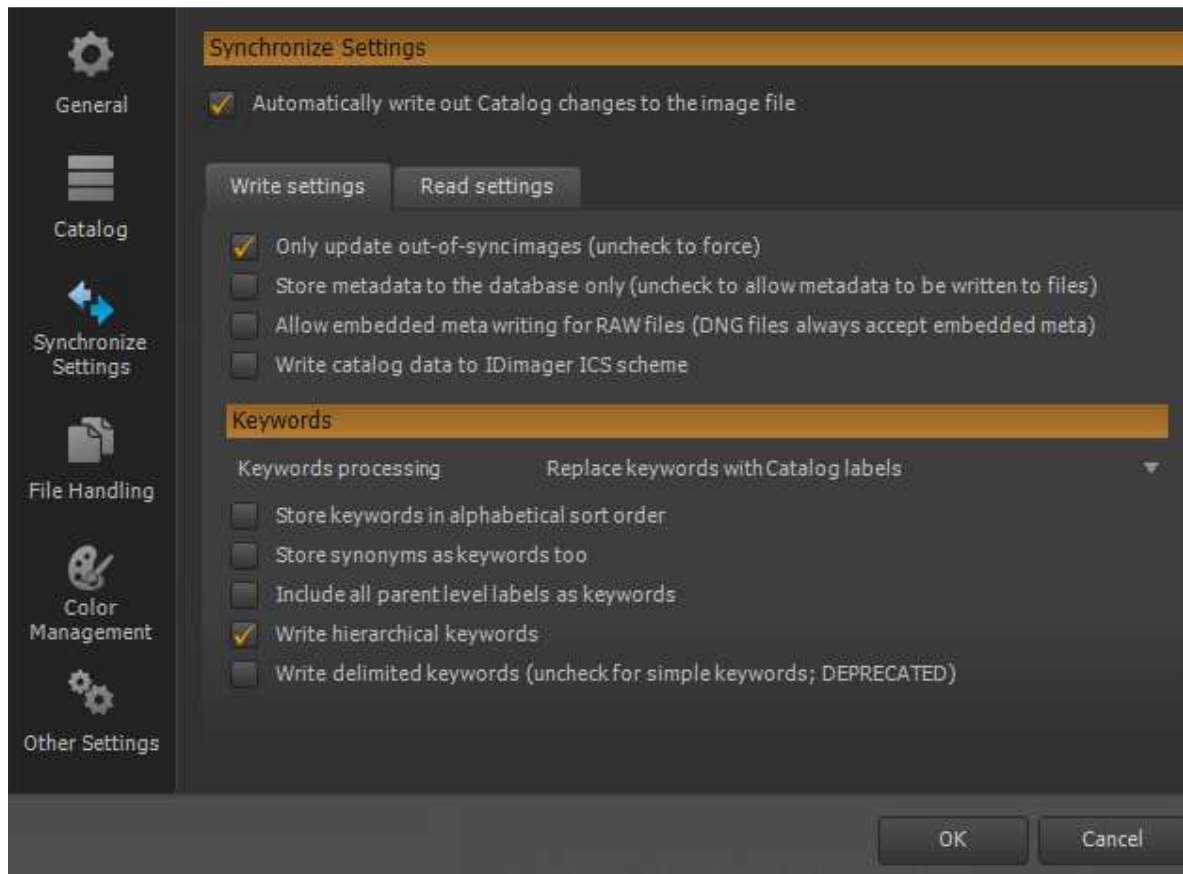 General
Catalog
Synchronize
Settings
File Handling
Color
Management
Other Settings
Synchronize Settings
Automatically write out Catalog changes to the image file
Write settings
Read settings
Only update out-of-sync images (uncheck to force)
Store metadata to the database only (uncheck to allow metadata to be written to files)
Allow embedded meta writing for RAW files (DNG files always accept embedded meta)
Write catalog data to IDimager ICS scheme
Keywords
Keywords processing
Replace keywords with Catalog labels
Store keywords in alphabetical sort order
Store synonyms as keywords too
Include all parent level labels as keywords
Write hierarchical keywords
Write delimited keywords (uncheck for simple keywords; DEPRECATED)
OK
Cancel